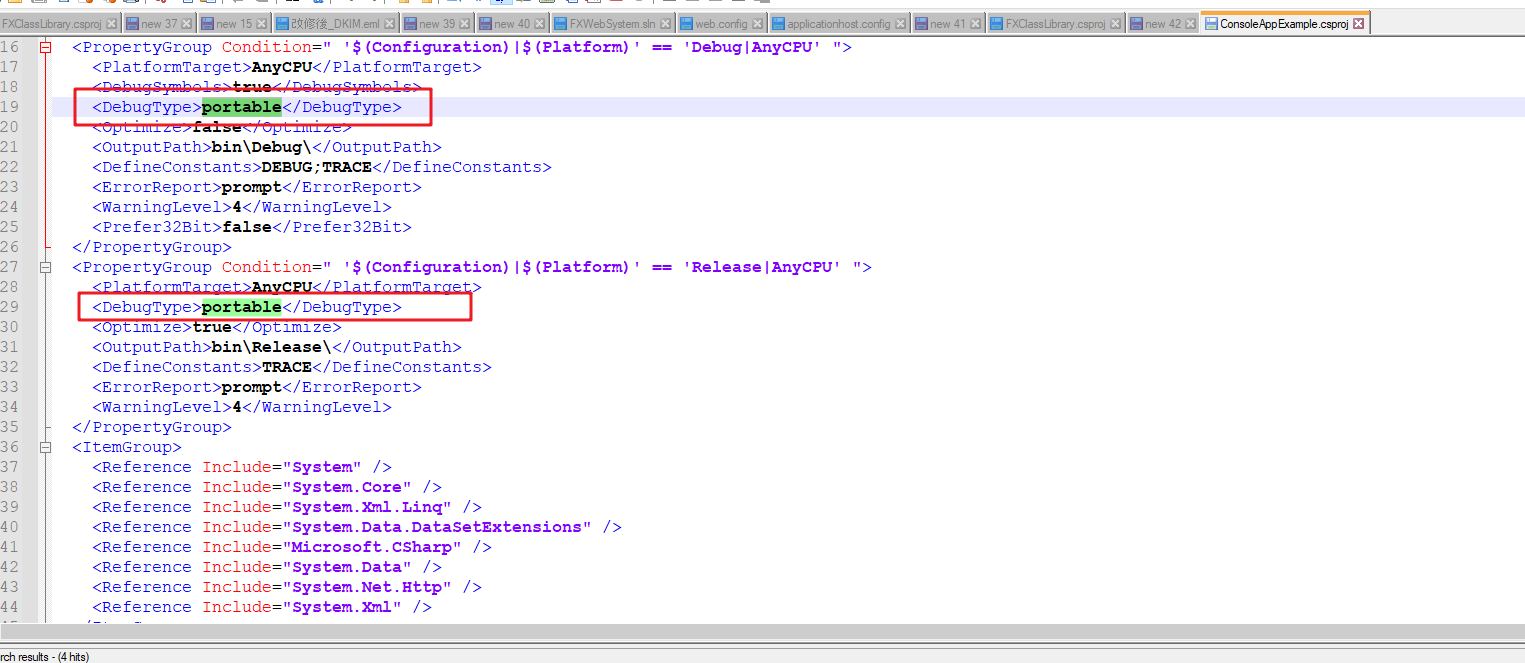 FXClassLibrary.csproj new 37 new 15 改修後_DKIM.eml new 39 new 40 FXWebSystem.sln web.config applicationhost.config new 41 FXClassLibrary.csproj new 42 ConsoleAppExample.csproj
16 <PropertyGroup Condition=" '$(Configuration)|$(Platform)' == 'Debug|AnyCPU' ">
17 <PlatformTarget>AnyCPU</PlatformTarget>
18 <DebugSymbols>true</DebugSymbols>
19 <DebugType>portable</DebugType>
20 <Optimize>false</Optimize>
21 <OutputPath>bin\Debug\</OutputPath>
22 <DefineConstants>DEBUG;TRACE</DefineConstants>
23 <ErrorReport>prompt</ErrorReport>
24 <WarningLevel>4</WarningLevel>
25 <Prefer32Bit>false</Prefer32Bit>
26 </PropertyGroup>
27 <PropertyGroup Condition=" '$(Configuration)|$(Platform)' == 'Release|AnyCPU' ">
28 <PlatformTarget>AnyCPU</PlatformTarget>
29 <DebugType>portable</DebugType>
30 <Optimize>true</Optimize>
31 <OutputPath>bin\Release\</OutputPath>
32 <DefineConstants>TRACE</DefineConstants>
33 <ErrorReport>prompt</ErrorReport>
34 <WarningLevel>4</WarningLevel>
35 </PropertyGroup>
36 <ItemGroup>
37 <Reference Include="System" />
38 <Reference Include="System.Core" />
39 <Reference Include="System.Xml.Linq" />
40 <Reference Include="System.Data.DataSetExtensions" />
41 <Reference Include="Microsoft.CSharp" />
42 <Reference Include="System.Data" />
43 <Reference Include="System.Net.Http" />
44 <Reference Include="System.Xml" />
rch results - (4 hits)